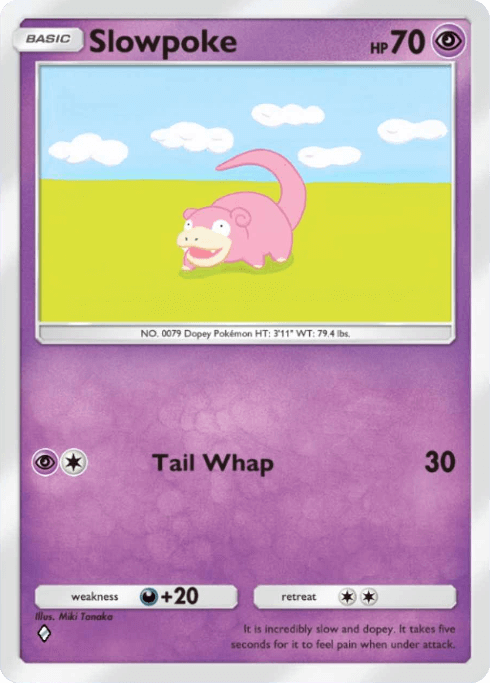 BASIC Slowpoke HP 70
NO. 0079 Dopey Pokémon HT: 3'11" WT: 79.4 lbs.
Tail Whap 30
weakness +20 retreat
Illus. Miki Tanaka
It is incredibly slow and dopey. It takes five
seconds for it to feel pain when under attack.